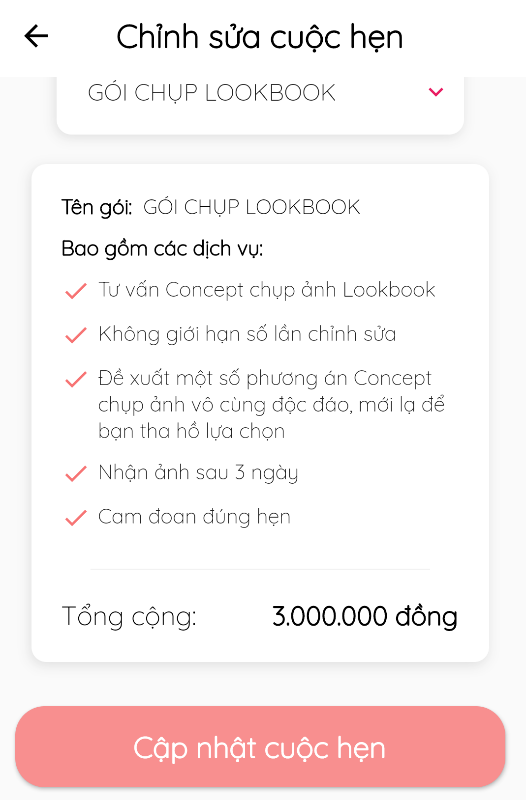 Chỉnh sửa cuộc hẹn
GÓI CHỤP LOOKBOOK
Tên gói: GÓI CHỤP LOOKBOOK
Bao gồm các dịch vụ:
Tư vấn Concept chụp ảnh Lookbook
Không giới hạn số lần chỉnh sửa
Đề xuất một số phương án Concept
chụp ảnh vô cùng độc đáo, mới lạ để
bạn tha hồ lựa chọn
Nhận ảnh sau 3 ngày
Cam đoan đúng hẹn
Tổng cộng: 3.000.000 đồng
Cập nhật cuộc hẹn